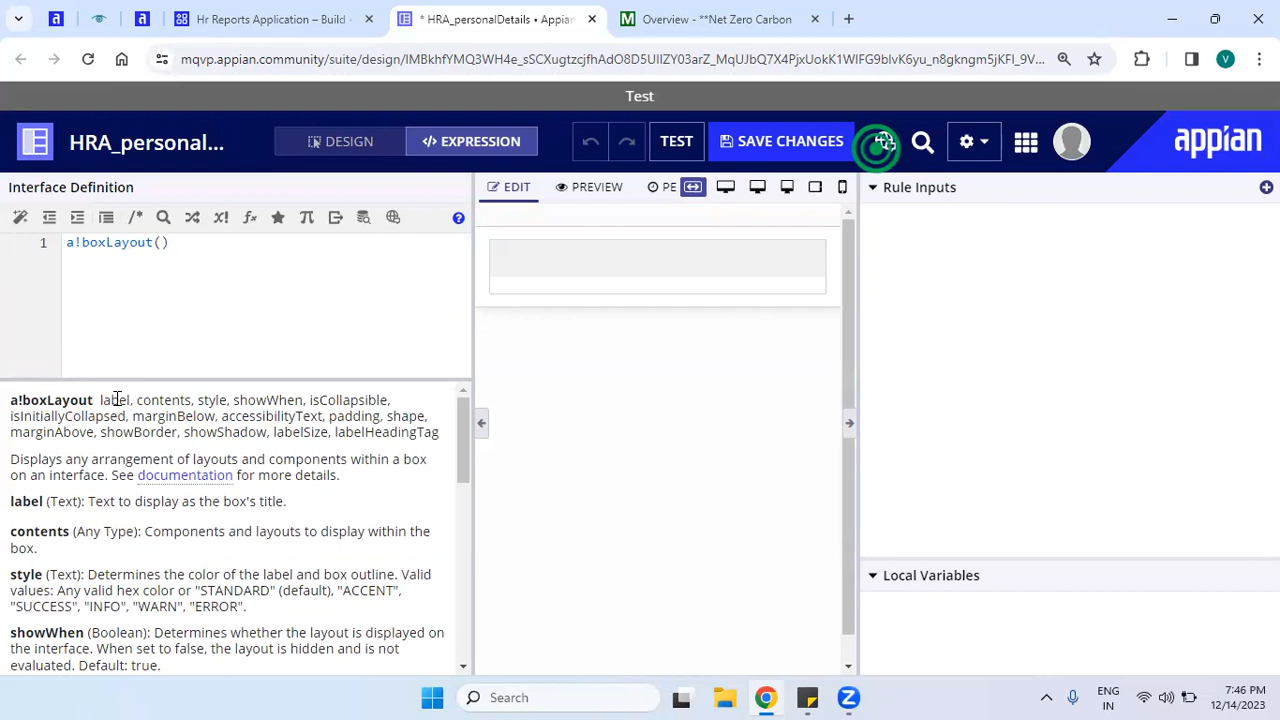 Hr Reports Application – Build
* HRA_personalDetails • Appian
Overview - **Net Zero Carbon
Test
HRA_personal...
DESIGN
</> EXPRESSION
TEST
SAVE CHANGES
appian
Interface Definition
EDIT
PREVIEW
PE
Rule Inputs
1
a!boxLayout()
a!boxLayout label, contents, style, showWhen, isCollapsible,
isInitiallyCollapsed, marginBelow, accessibilityText, padding, shape,
marginAbove, showBorder, showShadow, labelSize, labelHeadingTag
Displays any arrangement of layouts and components within a box
on an interface. See documentation for more details.
label (Text): Text to display as the box's title.
contents (Any Type): Components and layouts to display within the
box.
style (Text): Determines the color of the label and box outline. Valid
values: Any valid hex color or "STANDARD" (default), "ACCENT",
"SUCCESS", "INFO", "WARN", "ERROR".
showWhen (Boolean): Determines whether the layout is displayed on
the interface. When set to false, the layout is hidden and is not
evaluated. Default: true.
Local Variables
Search
ENG
IN
7:46 PM
12/14/2023